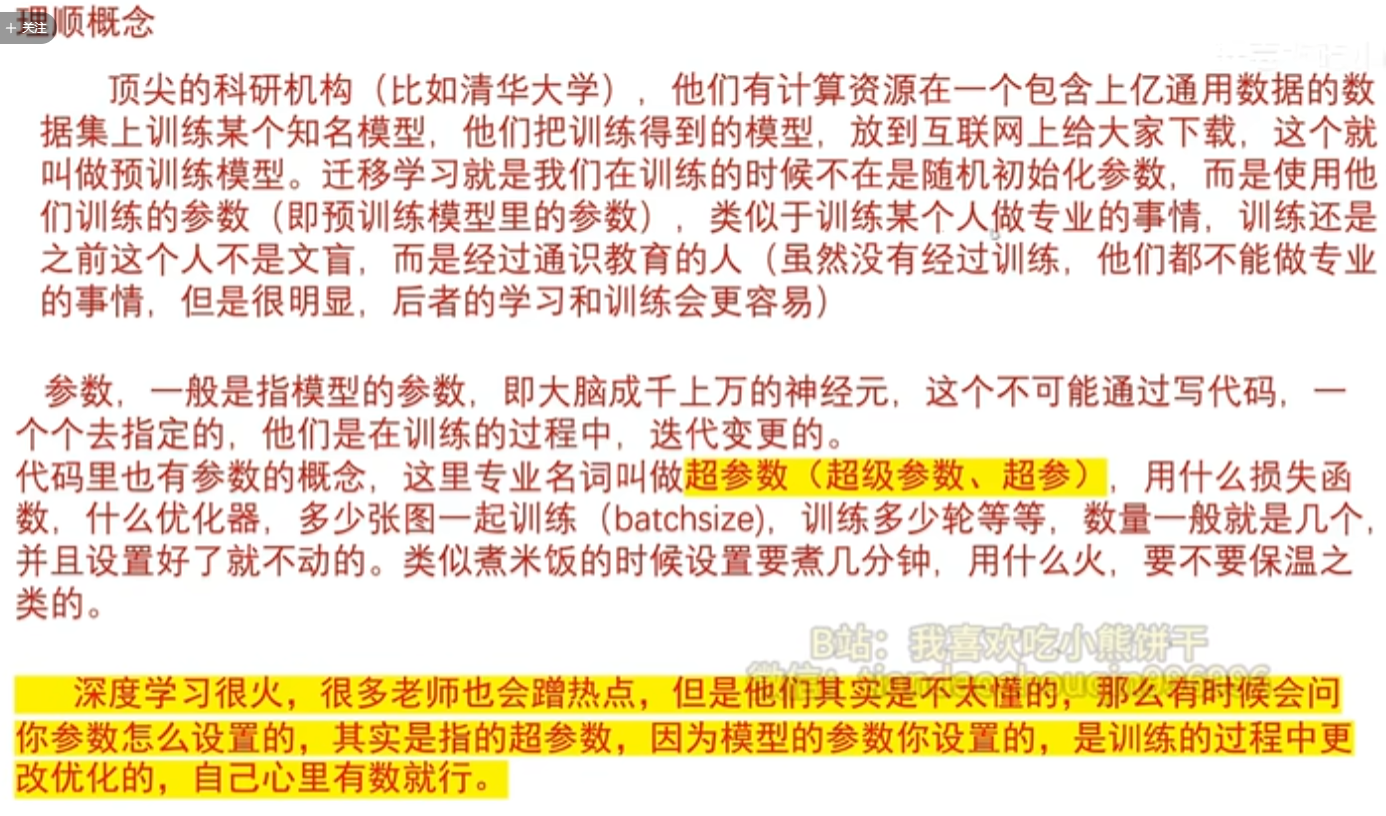 理顺概念
+ 关注
顶尖的科研机构（比如清华大学），他们有计算资源在一个包含上亿通用数据的数
据集上训练某个知名模型，他们把训练得到的模型，放到互联网上给大家下载，这个就
叫做预训练模型。迁移学习就是我们在训练的时候不在是随机初始化参数，而是使用他
们训练的参数（即预训练模型里的参数），类似于训练某个人做专业的事情，训练还是
之前这个人不是文盲，而是经过通识教育的人（虽然没有经过训练，他们都不能做专业
的事情，但是很明显，后者的学习和训练会更容易）
参数，一般是指模型的参数，即大脑成千上万的神经元，这个不可能通过写代码，一
个个去指定的，他们是在训练的过程中，迭代变更的。
代码里也有参数的概念，这里专业名词叫做超参数（超级参数、超参），用什么损失函
数，什么优化器，多少张图一起训练（batchsize)，训练多少轮等等，数量一般就是几个，
并且设置好了就不动的。类似煮米饭的时候设置要煮几分钟，用什么火，要不要保温之
类的。
B站：我喜欢吃小熊饼干
微信：
深度学习很火，很多老师也会蹭热点，但是他们其实是不太懂的，那么有时候会问
你参数怎么设置的，其实是指的超参数，因为模型的参数你设置的，是训练的过程中更
改优化的，自己心里有数就行。